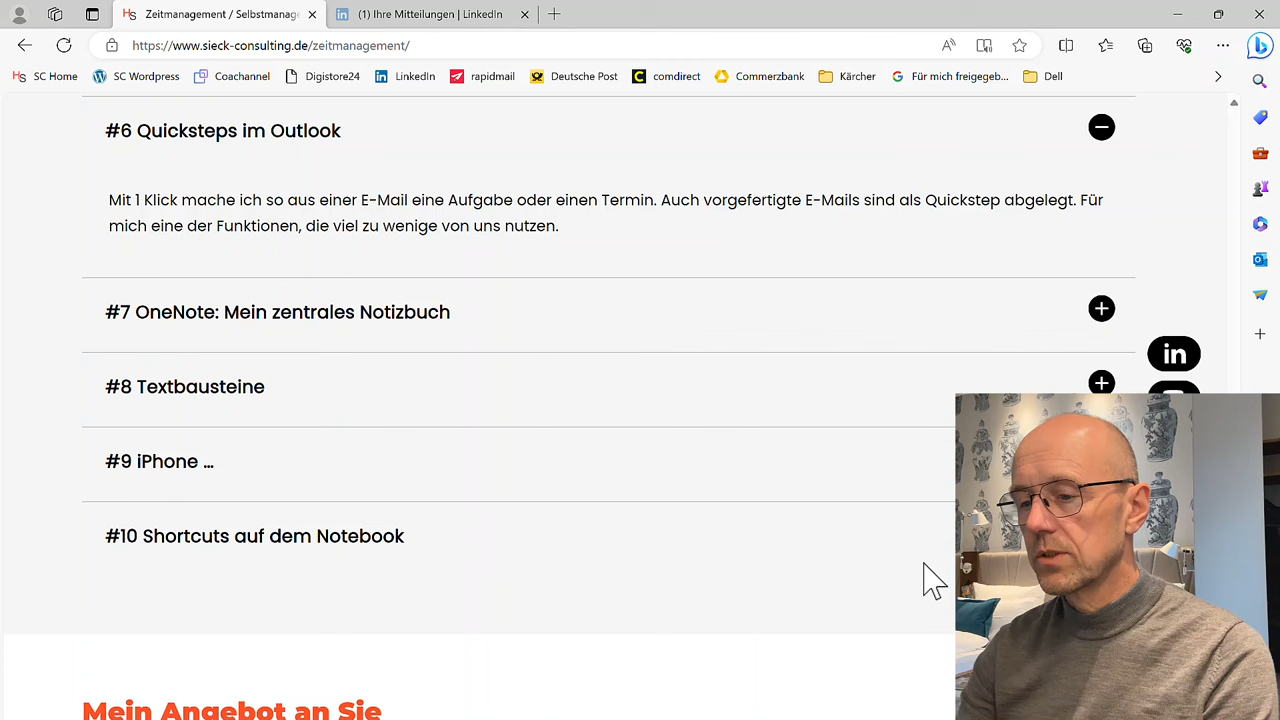 Zeitmanagement / Selbstmanage
(1) Ihre Mitteilungen | LinkedIn
https://www.sieck-consulting.de/zeitmanagement/
SC Home
SC Wordpress
Coachannel
Digistore24
LinkedIn
rapidmail
Deutsche Post
comdirect
Commerzbank
Kärcher
Für mich freigegeb...
Dell
#6 Quicksteps im Outlook
Mit 1 Klick mache ich so aus einer E-Mail eine Aufgabe oder einen Termin. Auch vorgefertigte E-Mails sind als Quickstep abgelegt. Für
mich eine der Funktionen, die viel zu wenige von uns nutzen.
#7 OneNote: Mein zentrales Notizbuch
#8 Textbausteine
#9 iPhone ...
#10 Shortcuts auf dem Notebook
in
Mein Angebot an Sie